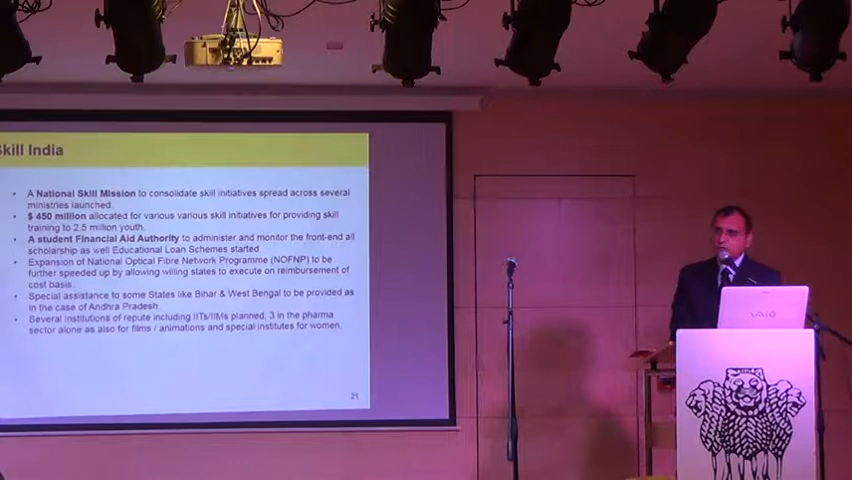 Skill India
• A National Skill Mission to consolidate skill initiatives spread across several
ministries launched.
• $ 450 million allocated for various various skill initiatives for providing skill
training to 2.5 million youth.
• A student Financial Aid Authority to administer and monitor the front-end all
scholarship as well Educational Loan Schemes started.
• Expansion of National Optical Fibre Network Programme (NOFNP) to be
further speeded up by allowing willing states to execute on reimbursement of
cost basis.
• Special assistance to some States like Bihar & West Bengal to be provided as
in the case of Andhra Pradesh.
• Several institutions of repute including IITs/IIMs planned, 3 in the pharma
sector alone as also for films / animations and special institutes for women.
21
VAIO